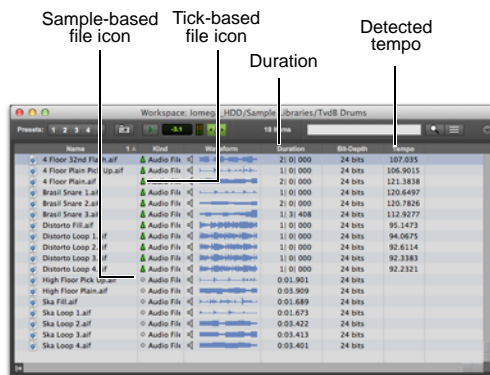 Sample-based file icon
Tick-based file icon
Duration
Detected tempo
Workspace: Iomega HDD/Sample Libraries/TvdB Drums
Presets: 1 2 3 4 -3.1 18 items
Name 1 Kind Waveform Duration Bit-Depth Tempo
4 Floor 32nd Flash.aif Audio File 2| 0| 000 24 bits 107.035
4 Floor Plain Pick Up.aif Audio File 1| 0| 000 24 bits 106.9015
4 Floor Plain.aif Audio File 2| 0| 000 24 bits 121.3838
Brasil Snare 1.aif Audio File 1| 0| 000 24 bits 120.6497
Brasil Snare 2.aif Audio File 2| 0| 000 24 bits 120.7826
Brasil Snare 3.aif Audio File 1| 3| 408 24 bits 112.9277
Distorto Fill.aif Audio File 1| 0| 000 24 bits 95.1473
Distorto Loop 1.aif Audio File 1| 0| 000 24 bits 94.0675
Distorto Loop 2.aif Audio File 1| 0| 000 24 bits 92.6114
Distorto Loop 3.aif Audio File 1| 0| 000 24 bits 92.3383
Distorto Loop 4.aif Audio File 1| 0| 000 24 bits 92.2321
High Floor Pick Up.aif Audio File 0:01.901 24 bits
High Floor Plain.aif Audio File 0:03.909 24 bits
Ska Fill.aif Audio File 0:01.689 24 bits
Ska Loop 1.aif Audio File 0:01.673 24 bits
Ska Loop 2.aif Audio File 0:03.422 24 bits
Ska Loop 3.aif Audio File 0:03.413 24 bits
Ska Loop 4.aif Audio File 0:03.401 24 bits